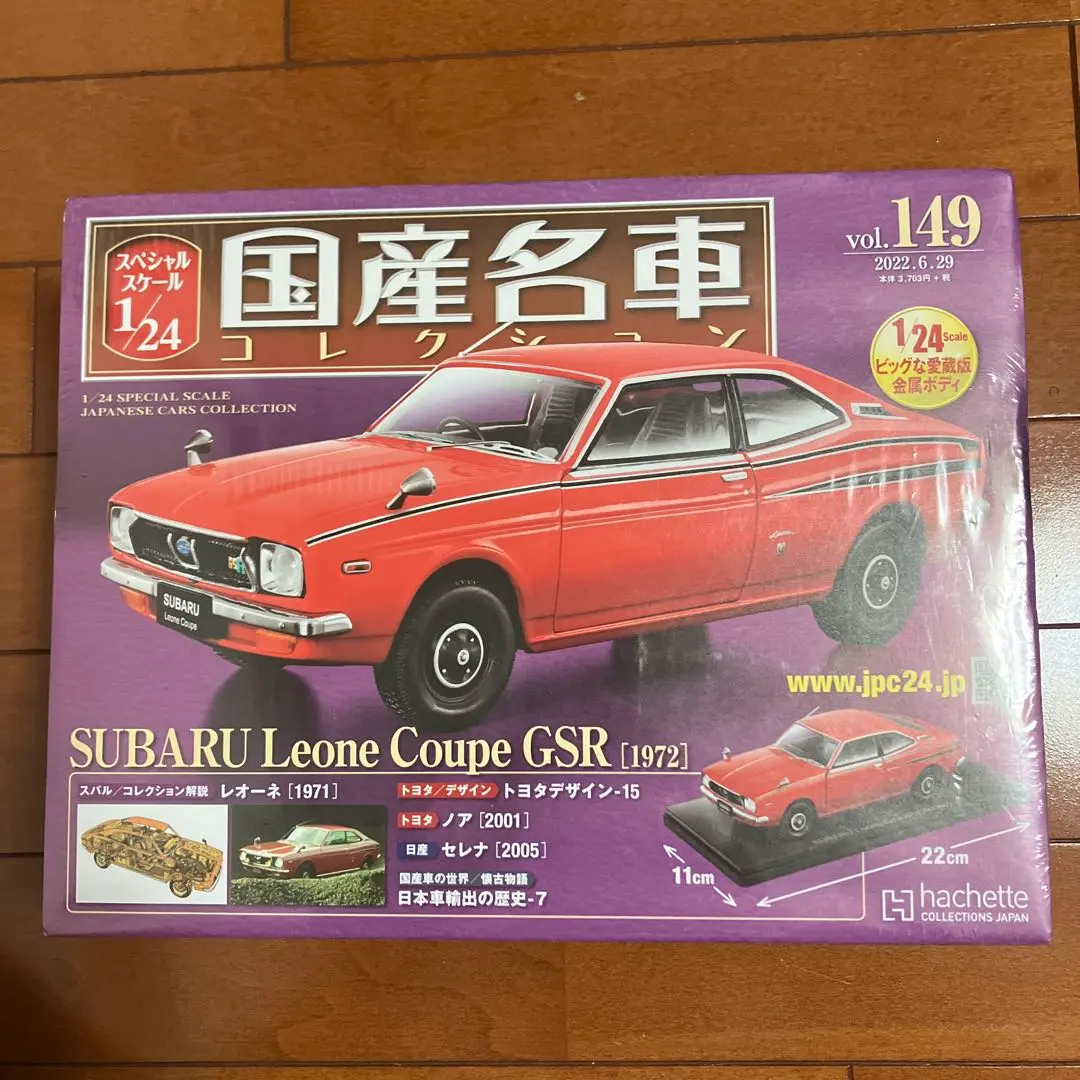 スペシャル
スケール
1/24
国産名車
コレクション
1/24 SPECIAL SCALE
JAPANESE CARS COLLECTION
vol.149
2022.6.29
本体 3,703円+税
1/24 Scale
ビッグな愛蔵版
金属ボディ
SUBARU
Leone Coupe
www.jpc24.jp
SUBARU Leone Coupe GSR [1972]
スバル/コレクション解説 レオーネ[1971]
トヨタ/デザイン トヨタデザイン-15
トヨタ ノア[2001]
日産 セレナ[2005]
国産車の世界/懐古物語
日本車輸出の歴史-7
11cm
22cm
hachette
COLLECTIONS JAPAN